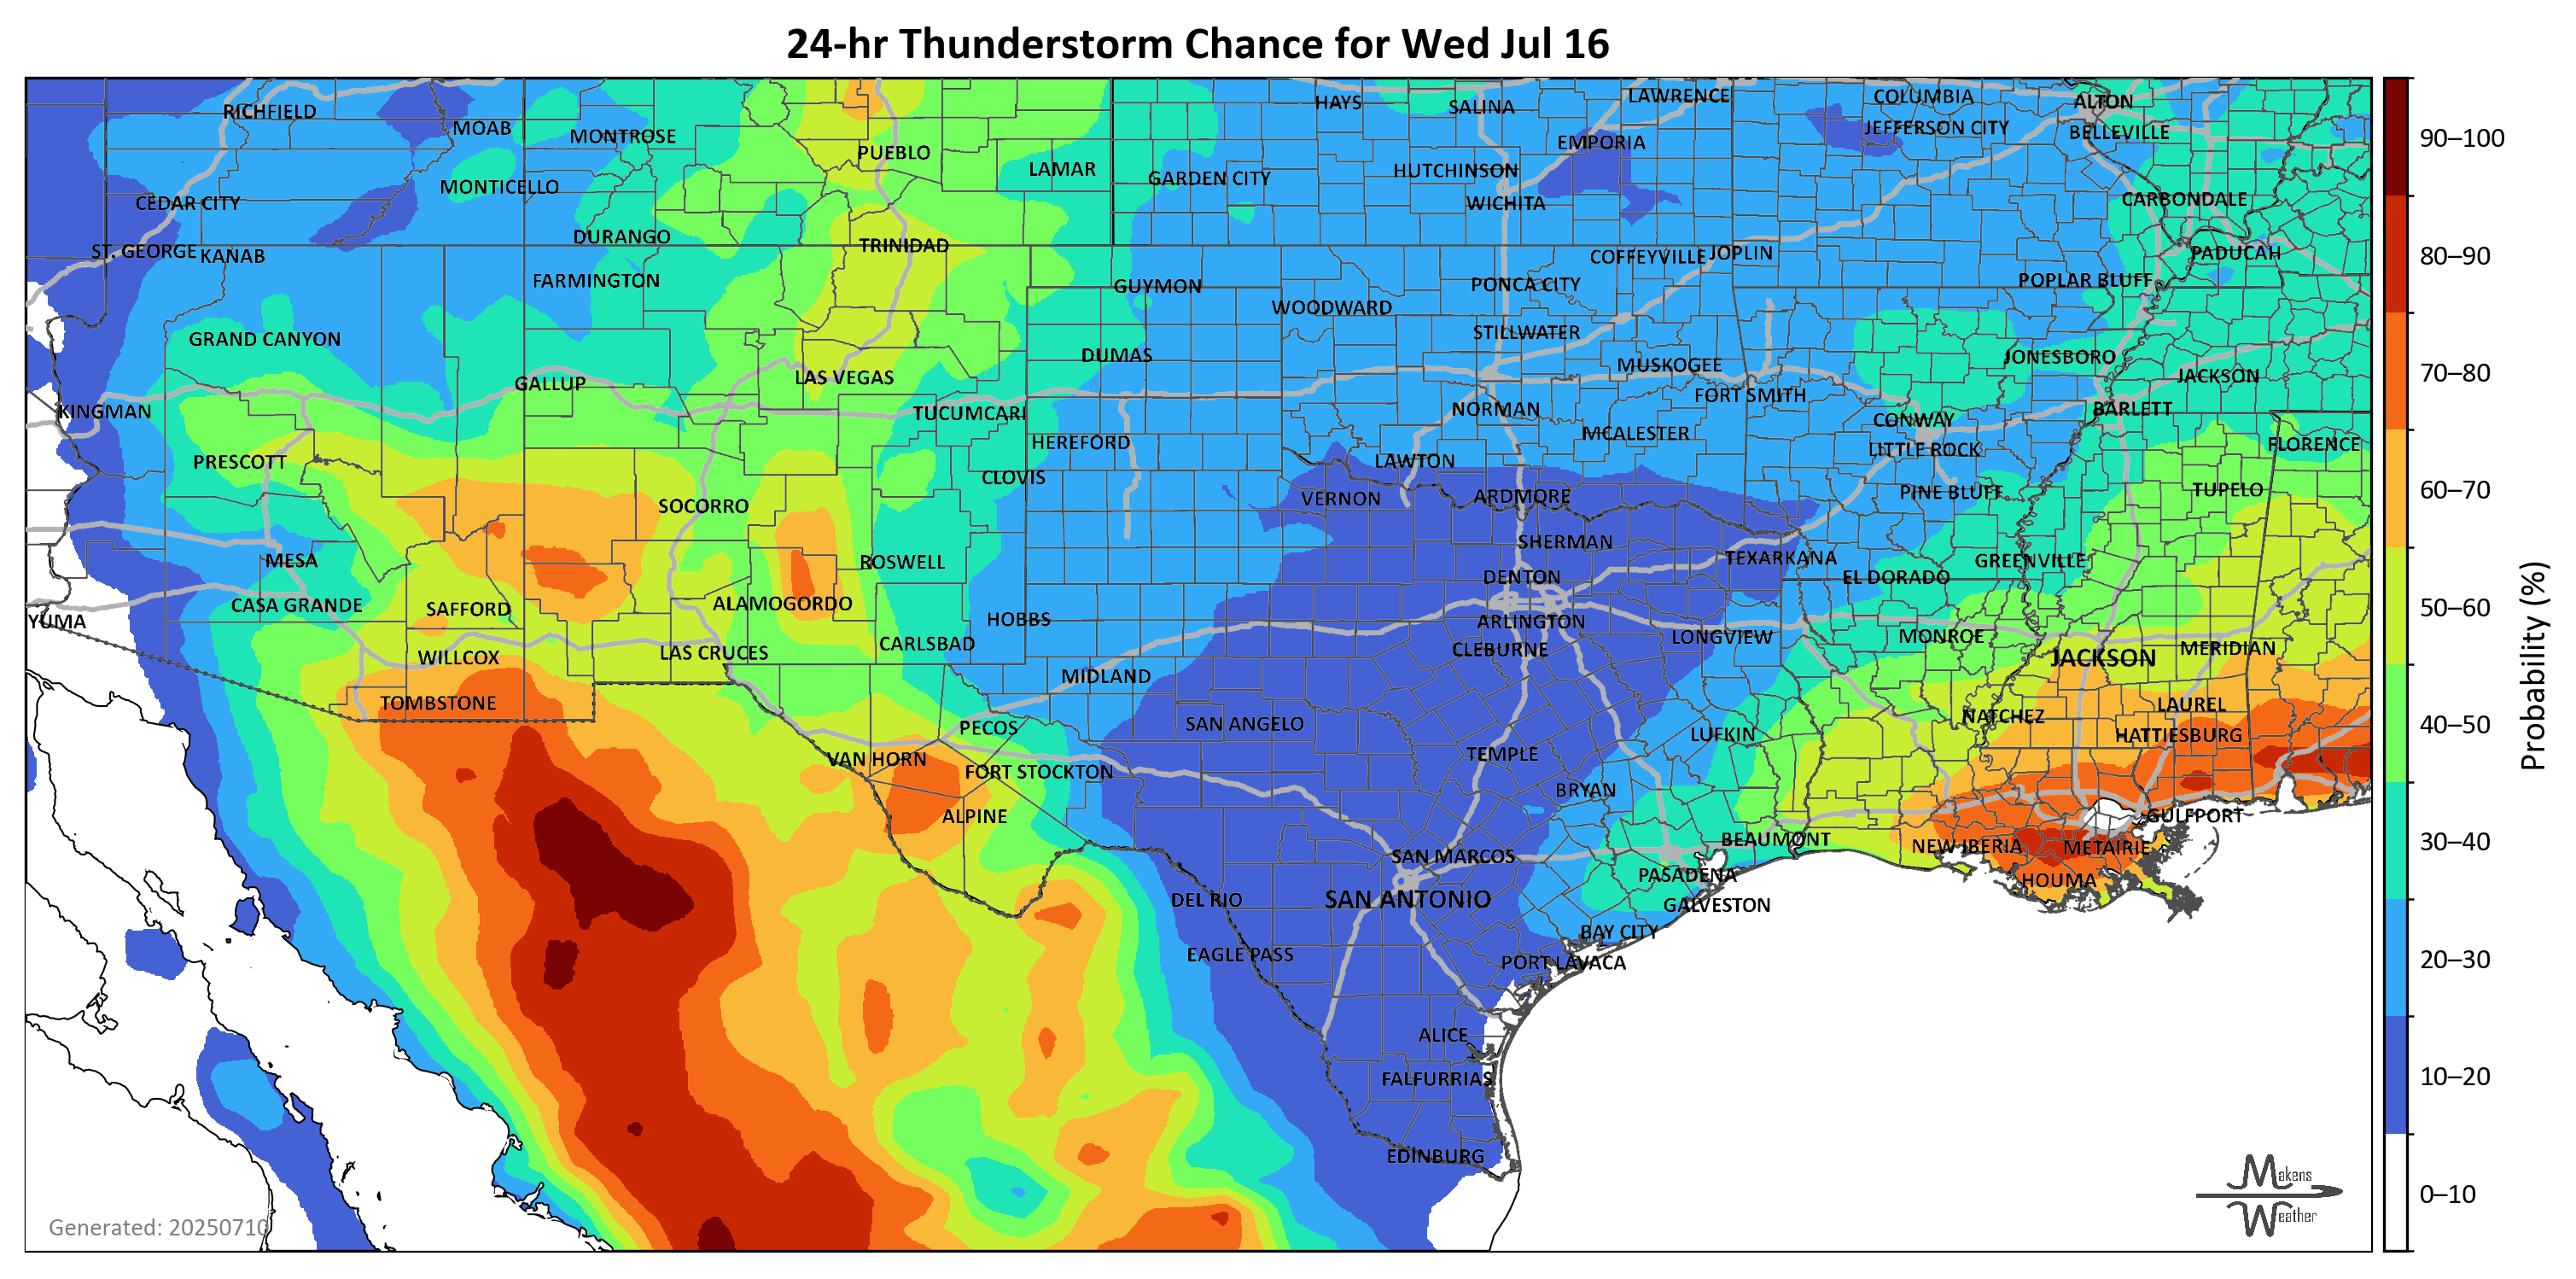 24-hr Thunderstorm Chance for Wed Jul 16
RICHFIELD
MOAB
MONTROSE
PUEBLO
LAMAR
HAYS
SALINA
LAWRENCE
COLUMBIA
ALTON
JEFFERSON CITY
BELLEVILLE
EMPORIA
HUTCHINSON
GARDEN CITY
WICHITA
MONTICELLO
CEDAR CITY
CARBONDALE
DURANGO
TRINIDAD
ST. GEORGE
KANAB
COFFEYVILLE
JOPLIN
PADUCAH
FARMINGTON
GUYMON
PONCA CITY
POPLAR BLUFF
WOODWARD
GRAND CANYON
STILLWATER
DUMAS
MUSKOGEE
JONESBORO
LAS VEGAS
GALLUP
JACKSON
FORT SMITH
KINGMAN
TUCUMCARI
NORMAN
BARLETT
CONWAY
MCALESTER
HEREFORD
LITTLE ROCK
FLORENCE
PRESCOTT
LAWTON
CLOVIS
VERNON
ARDMORE
PINE BLUFF
TUPELO
SOCORRO
SHERMAN
MESA
ROSWELL
TEXARKANA
GREENVILLE
DENTON
EL DORADO
CASA GRANDE
SAFFORD
ALAMOGORDO
HOBBS
YUMA
ARLINGTON
CARLSBAD
CLEBURNE
LONGVIEW
MONROE
WILLCOX
LAS CRUCES
JACKSON
MERIDIAN
MIDLAND
TOMBSTONE
PECOS
SAN ANGELO
NATCHEZ
LAUREL
LUFKIN
HATTIESBURG
VAN HORN
TEMPLE
FORT STOCKTON
BRYAN
ALPINE
GULFPORT
BEAUMONT
NEW IBERIA
METAIRIE
SAN MARCOS
PASADENA
HOUMA
DEL RIO
SAN ANTONIO
GALVESTON
BAY CITY
EAGLE PASS
PORT LAVACA
ALICE
FALFURRIAS
EDINBURG
Generated: 20250710
Makens
Weather
90–100
80–90
70–80
60–70
50–60
40–50
30–40
20–30
10–20
0–10
Probability (%)